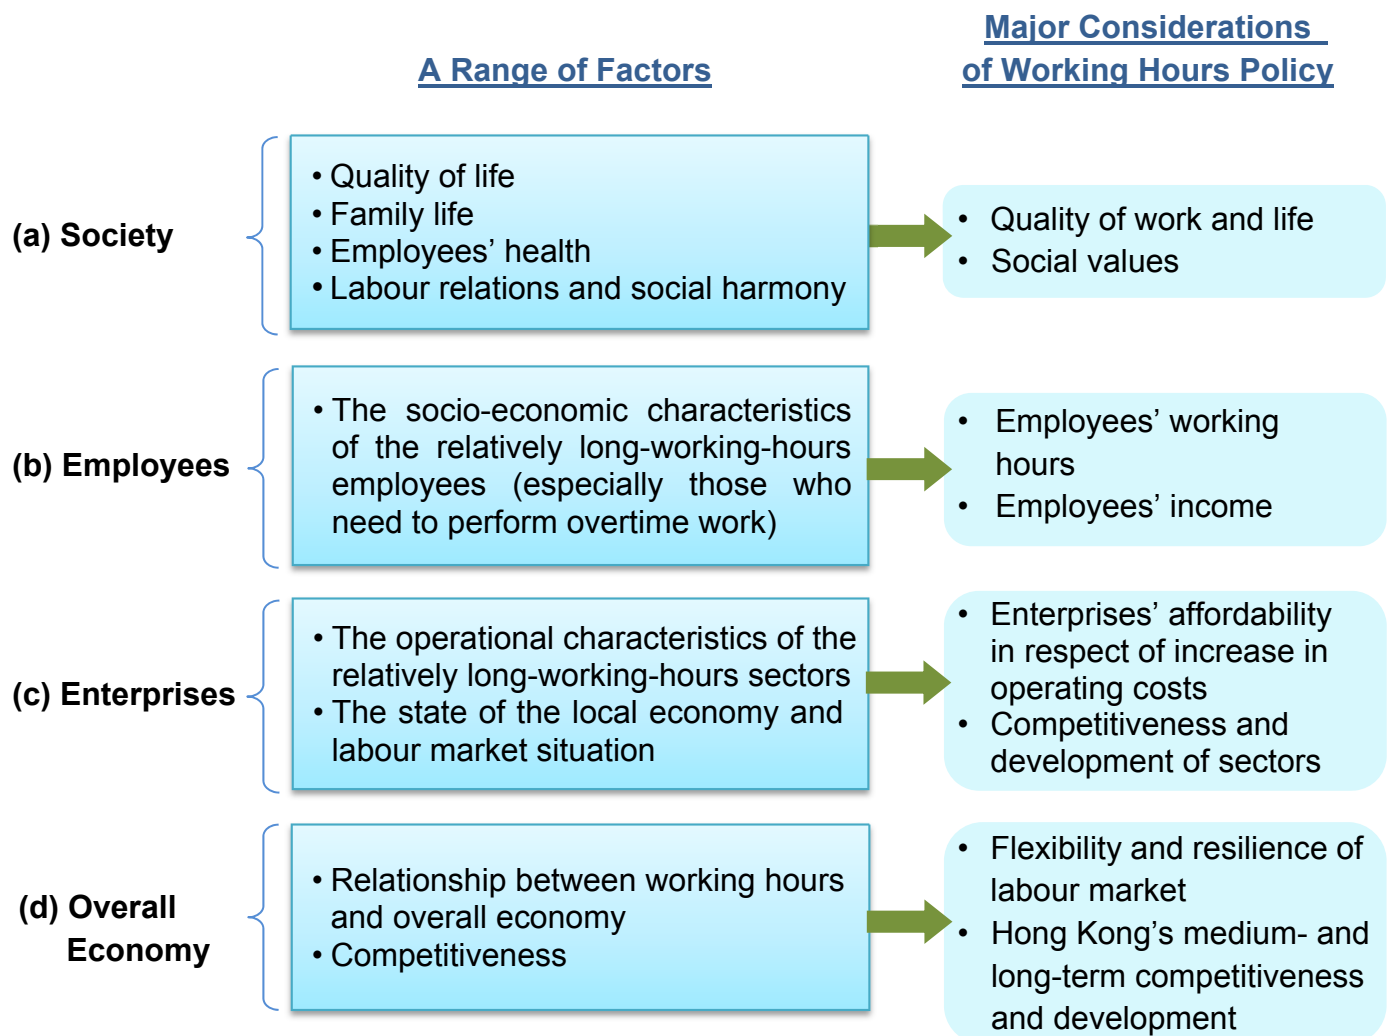 A Range of Factors
Major Considerations
of Working Hours Policy
(a) Society
• Quality of life
• Family life
• Employees’ health
• Labour relations and social harmony
• Quality of work and life
• Social values
(b) Employees
• The socio-economic characteristics
of the relatively long-working-hours
employees (especially those who
need to perform overtime work)
• Employees’ working
hours
• Employees’ income
(c) Enterprises
• The operational characteristics of the
relatively long-working-hours sectors
• The state of the local economy and
labour market situation
• Enterprises’ affordability
in respect of increase in
operating costs
• Competitiveness and
development of sectors
(d) Overall
Economy
• Relationship between working hours
and overall economy
• Competitiveness
• Flexibility and resilience of
labour market
• Hong Kong’s medium- and
long-term competitiveness
and development